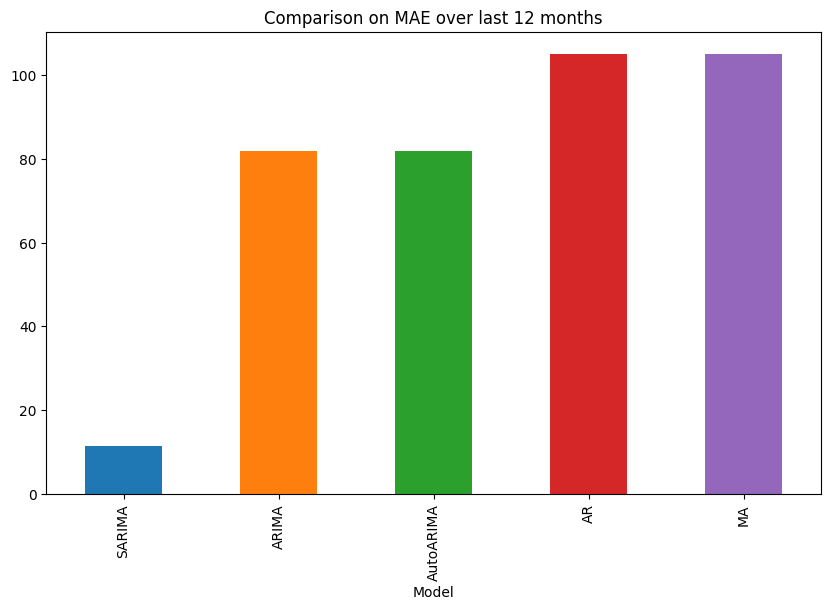 Comparison on MAE over last 12 months
100
80
60
40
20
0
SARIMA
ARIMA
AutoARIMA
AR
MA
Model